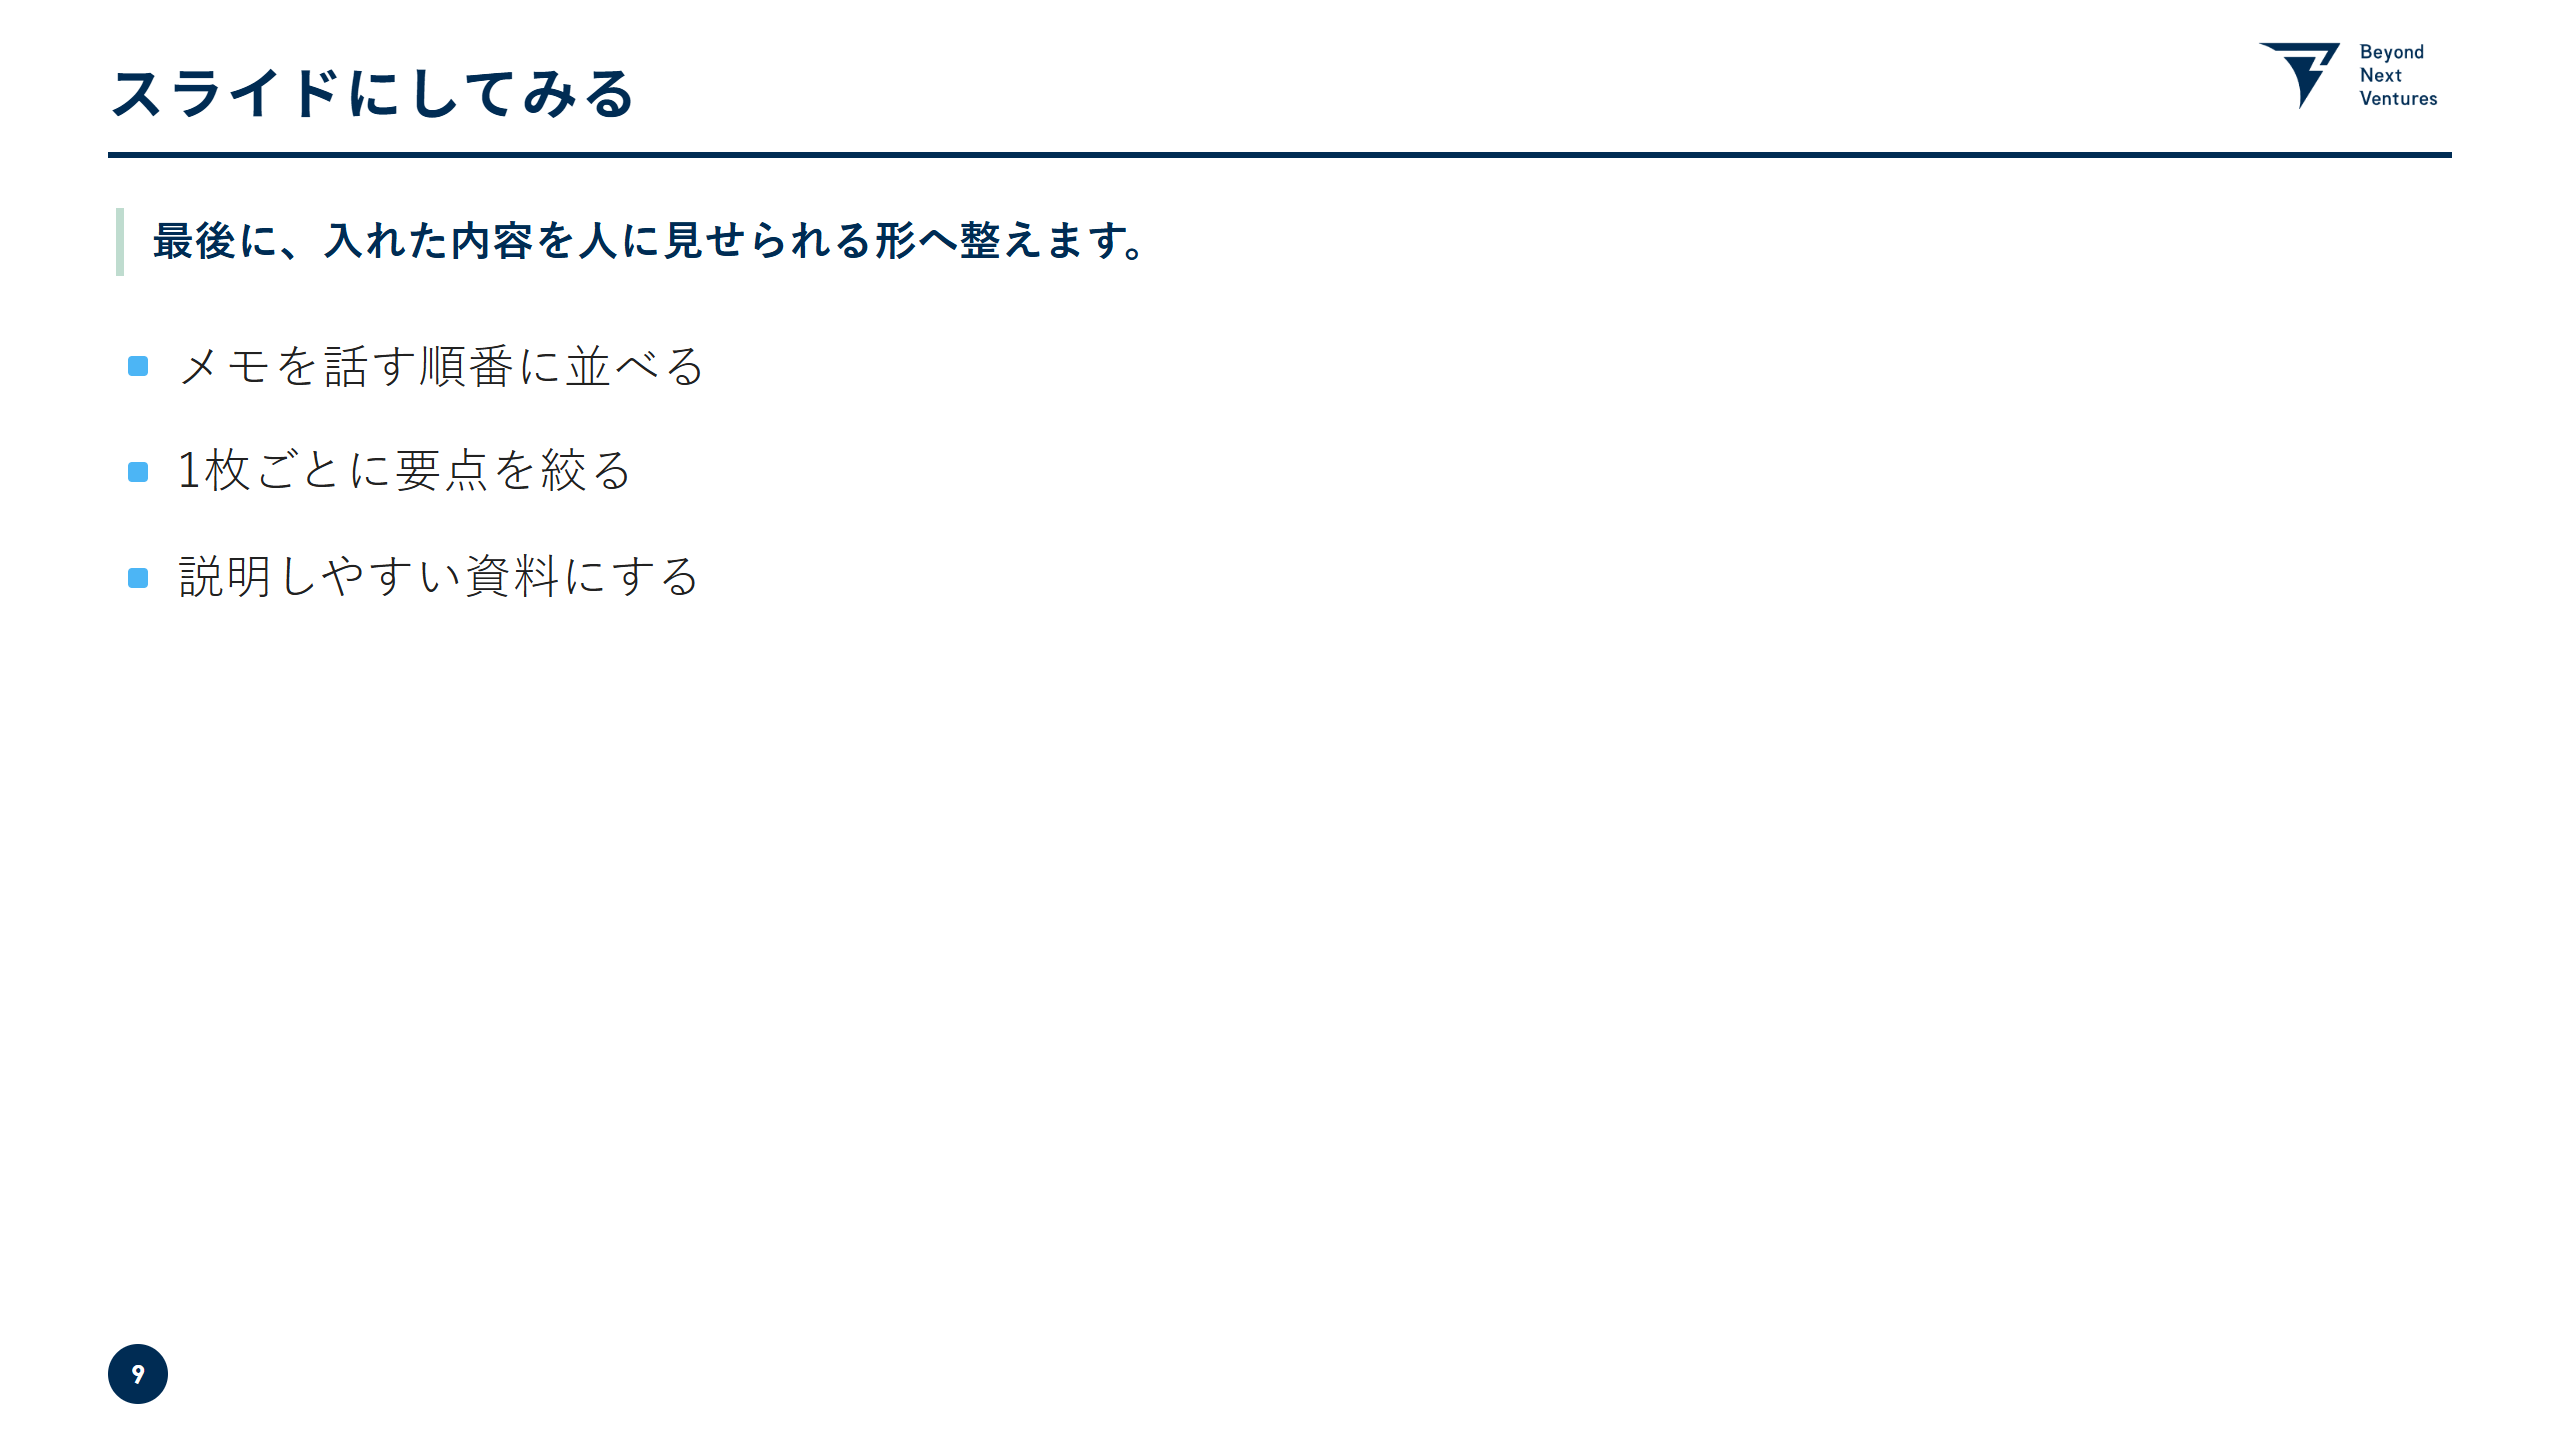 スライドにしてみる
Beyond
Next
Ventures
最後に、入れた内容を人に見せられる形へ整えます。
メモを話す順番に並べる
1枚ごとに要点を絞る
説明しやすい資料にする
9